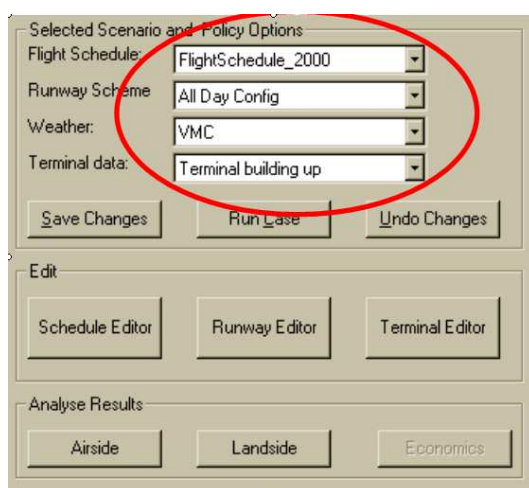 Selected Scenario and Policy Options
Flight Schedule: FlightSchedule_2000
Runway Scheme All Day Config
Weather: VMC
Terminal data: Terminal building up
Save Changes Run Case Undo Changes
Edit
Schedule Editor Runway Editor Terminal Editor
Analyse Results
Airside Landside Economics